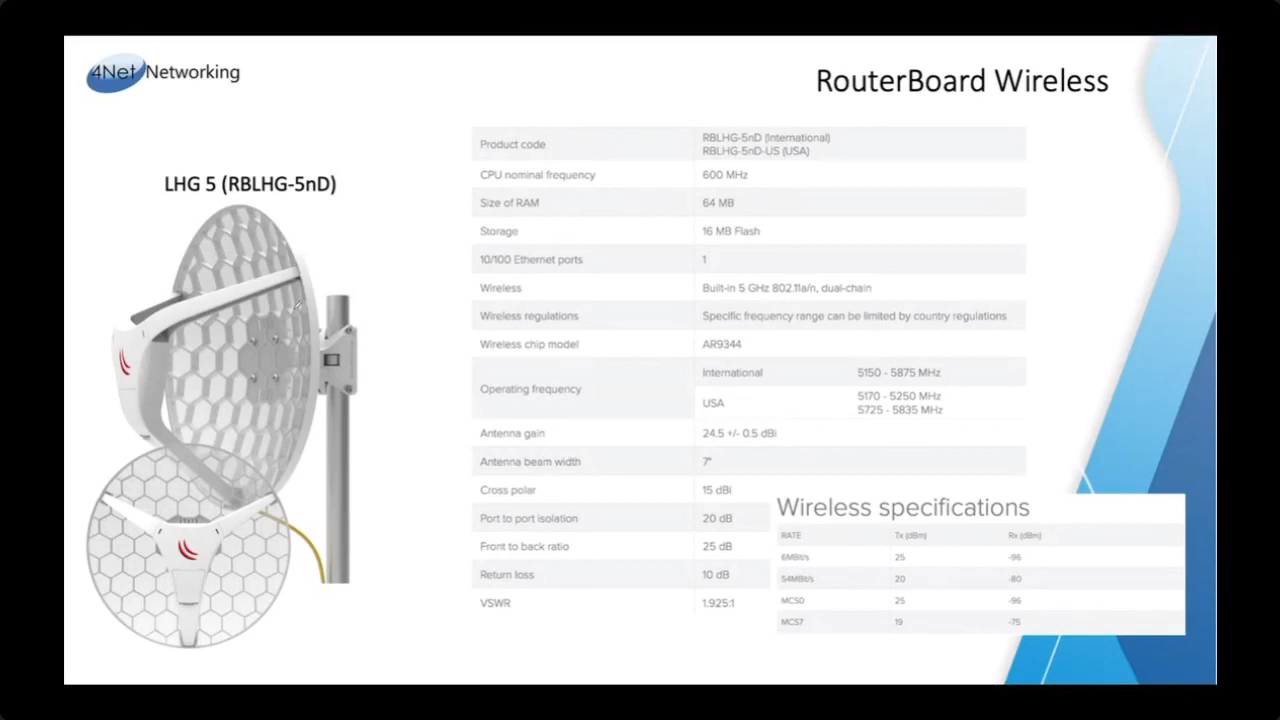 4Net Networking
RouterBoard Wireless
LHG 5 (RBLHG-5nD)
Product code
RBLHG-5nD (International)
RBLHG-5nD-US (USA)
CPU nominal frequency 600 MHz
Size of RAM 64 MB
Storage 16 MB Flash
10/100 Ethernet ports 1
Wireless Built-in 5 GHz 802.11a/n, dual-chain
Wireless regulations Specific frequency range can be limited by country regulations
Wireless chip model AR9344
Operating frequency
International 5150 - 5875 MHz
USA
5170 - 5250 MHz
5725 - 5835 MHz
Antenna gain 24.5 +/- 0.5 dBi
Antenna beam width 7°
Cross polar 15 dBi
Port to port isolation 20 dB
Front to back ratio 25 dB
Return loss 10 dB
VSWR 1.925:1
Wireless specifications
RATE Tx (dBm) Rx (dBm)
6MBit/s 25 -96
54MBit/s 20 -80
MCS0 25 -96
MCS7 19 -75